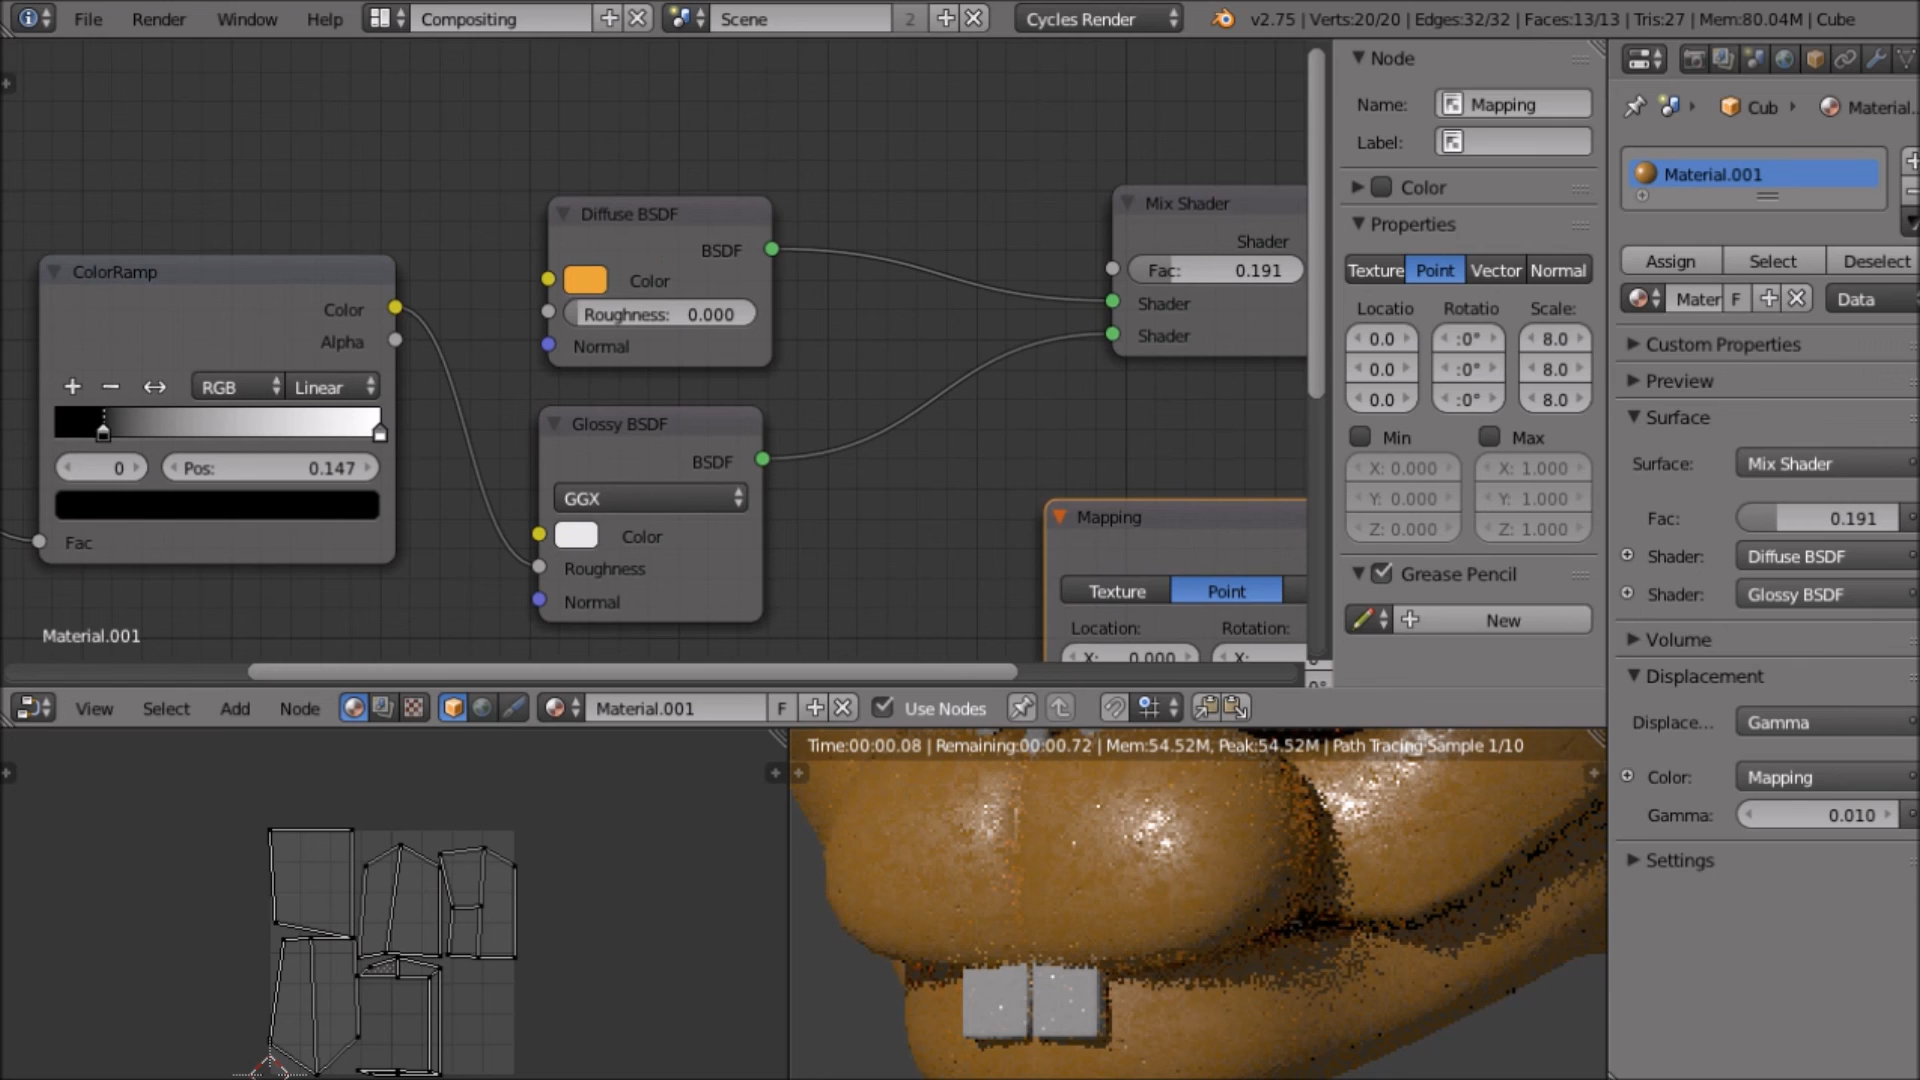 File Render Window Help Compositing Scene 2 Cycles Render v2.75 | Verts:20/20 | Edges:32/32 | Faces:13/13 | Tris:27 | Mem:80.04M | Cube
Node
Name: Mapping
Label:
Color
Properties
Texture Point Vector Normal
Locatio Rotatio Scale:
0.0 :0° 8.0
0.0 :0° 8.0
0.0 :0° 8.0
Min Max
X: 0.000 X: 1.000
Y: 0.000 Y: 1.000
Z: 0.000 Z: 1.000
Grease Pencil
New
Cub Material.
Material.001
Assign Select Deselect
Mater F Data
Custom Properties
Preview
Surface
Surface: Mix Shader
Fac: 0.191
Shader: Diffuse BSDF
Shader: Glossy BSDF
Volume
Displacement
Displace... Gamma
Color: Mapping
Gamma: 0.010
Settings
ColorRamp
Color
Alpha
RGB Linear
0 Pos: 0.147
Fac
Diffuse BSDF
BSDF
Color
Roughness: 0.000
Normal
Glossy BSDF
BSDF
GGX
Color
Roughness
Normal
Mix Shader
Shader
Fac: 0.191
Shader
Shader
Mapping
Texture Point
Location: Rotation:
X: 0.000 X:
Material.001
View Select Add Node Material.001 F Use Nodes
Time:00:00.08 | Remaining:00:00.72 | Mem:54.52M, Peak:54.52M | Path Tracing Sample 1/10